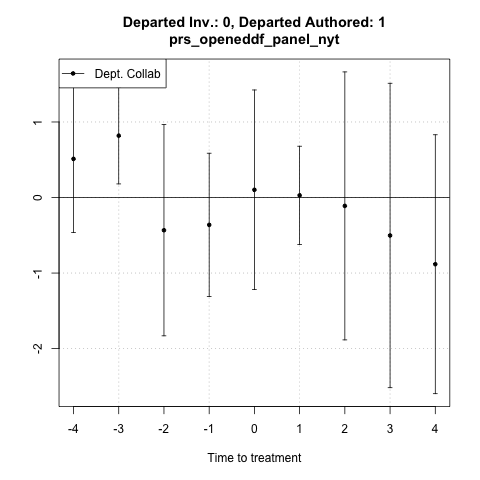 Departed Inv.: 0, Departed Authored: 1
prs_openeddf_panel_nyt
Dept. Collab
1
0
-1
-2
-4 -3 -2 -1 0 1 2 3 4
Time to treatment